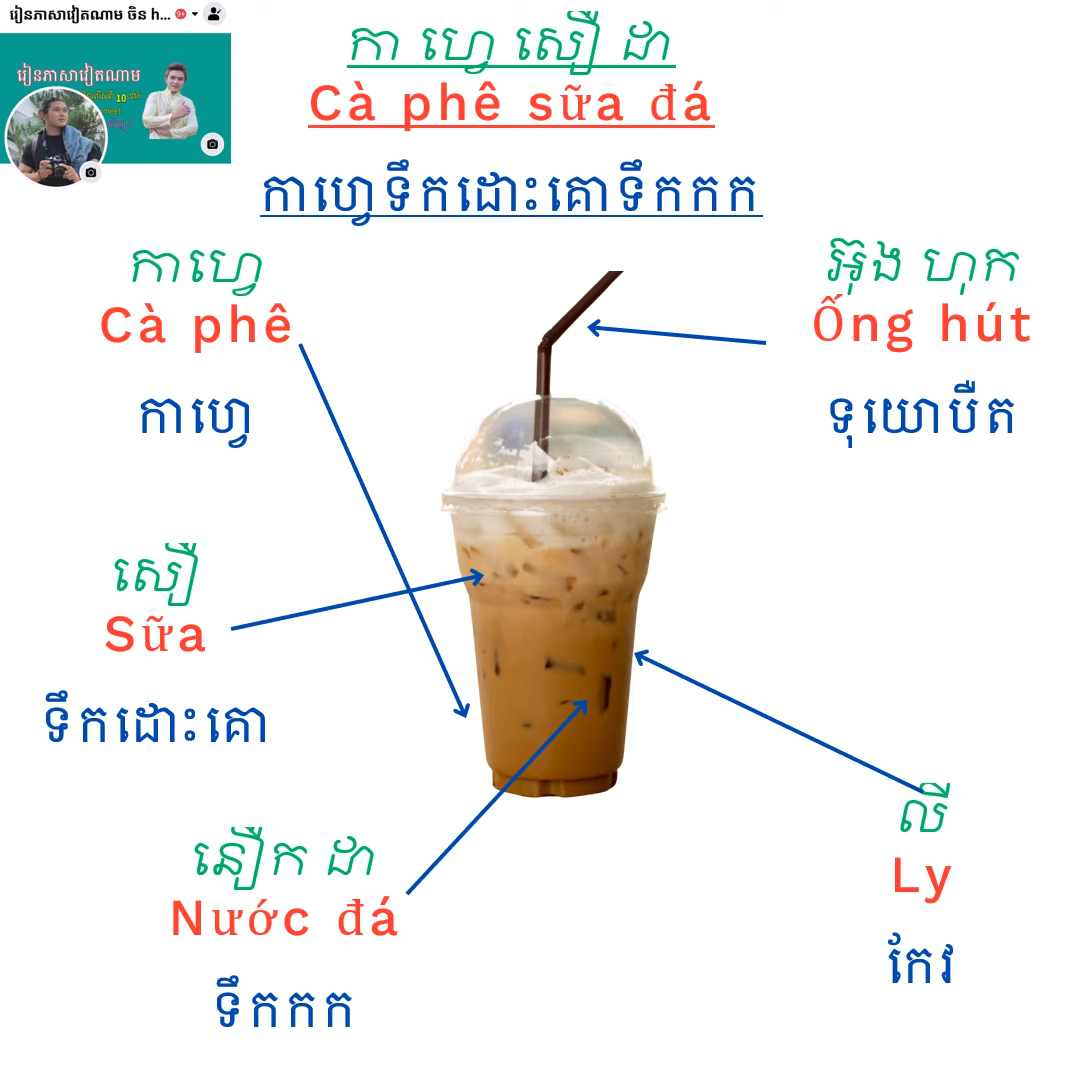 រៀនភាសាវៀតណាម ចិន h... 9+
រៀនភាសាវៀតណាម
10
កា ហ្វេ សឿ ដា
Cà phê sữa đá
កាហ្វេទឹកដោះគោទឹកកក
កាហ្វេ
Cà phê
កាហ្វេ
អ៊ុង ហុក
Ống hút
ទុយោបឺត
សឿ
Sữa
ទឹកដោះគោ
នឿក ដា
Nước đá
ទឹកកក
លី
Ly
កែវ